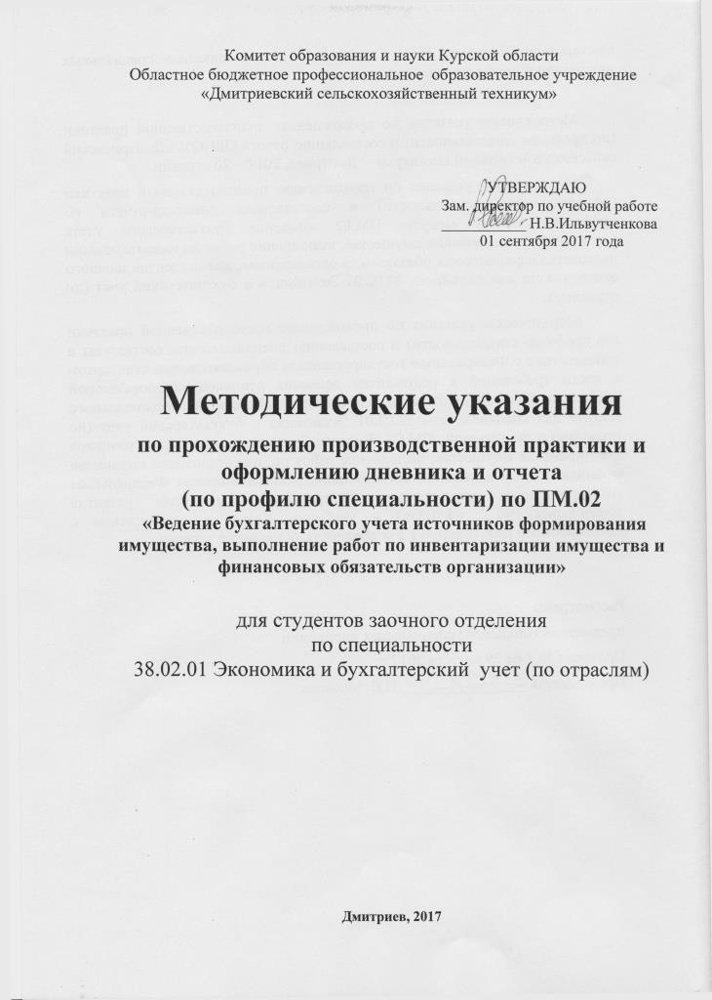 Комитет образования и науки Курской области
Областное бюджетное профессиональное образовательное учреждение
«Дмитриевский сельскохозяйственный техникум»
УТВЕРЖДАЮ
Зам. директор по учебной работе
___________ Н.В.Ильвутченкова
01 сентября 2017 года
Методические указания
по прохождению производственной практики и
оформлению дневника и отчета
(по профилю специальности) по ПМ.02
«Ведение бухгалтерского учета источников формирования
имущества, выполнение работ по инвентаризации имущества и
финансовых обязательств организации»
для студентов заочного отделения
по специальности
38.02.01 Экономика и бухгалтерский учет (по отраслям)
Дмитриев, 2017